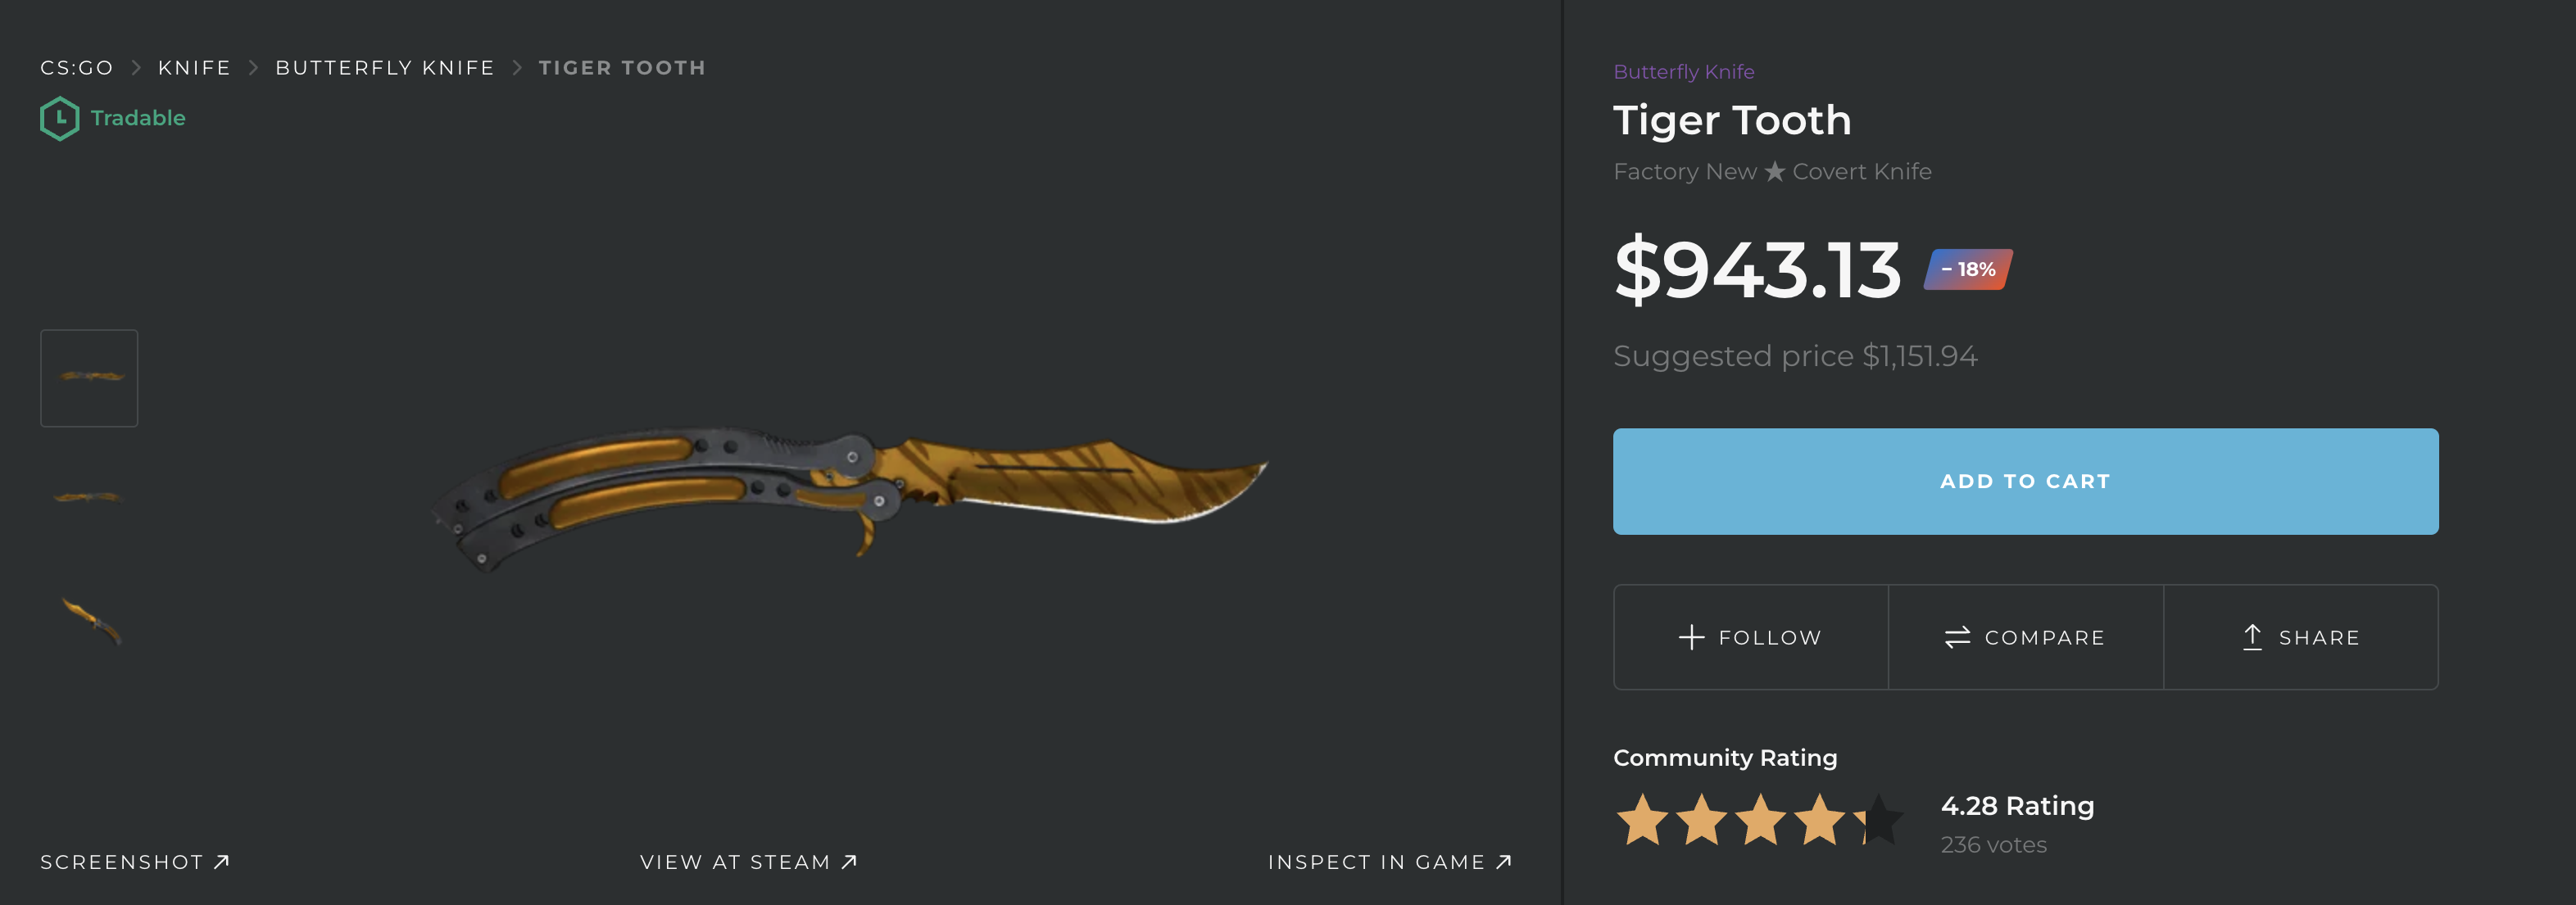 CS:GO > KNIFE > BUTTERFLY KNIFE > TIGER TOOTH
Tradable
SCREENSHOT
VIEW AT STEAM
INSPECT IN GAME
Butterfly Knife
Tiger Tooth
Factory New ★ Covert Knife
$943.13 − 18%
Suggested price $1,151.94
ADD TO CART
FOLLOW COMPARE SHARE
Community Rating
4.28 Rating
236 votes